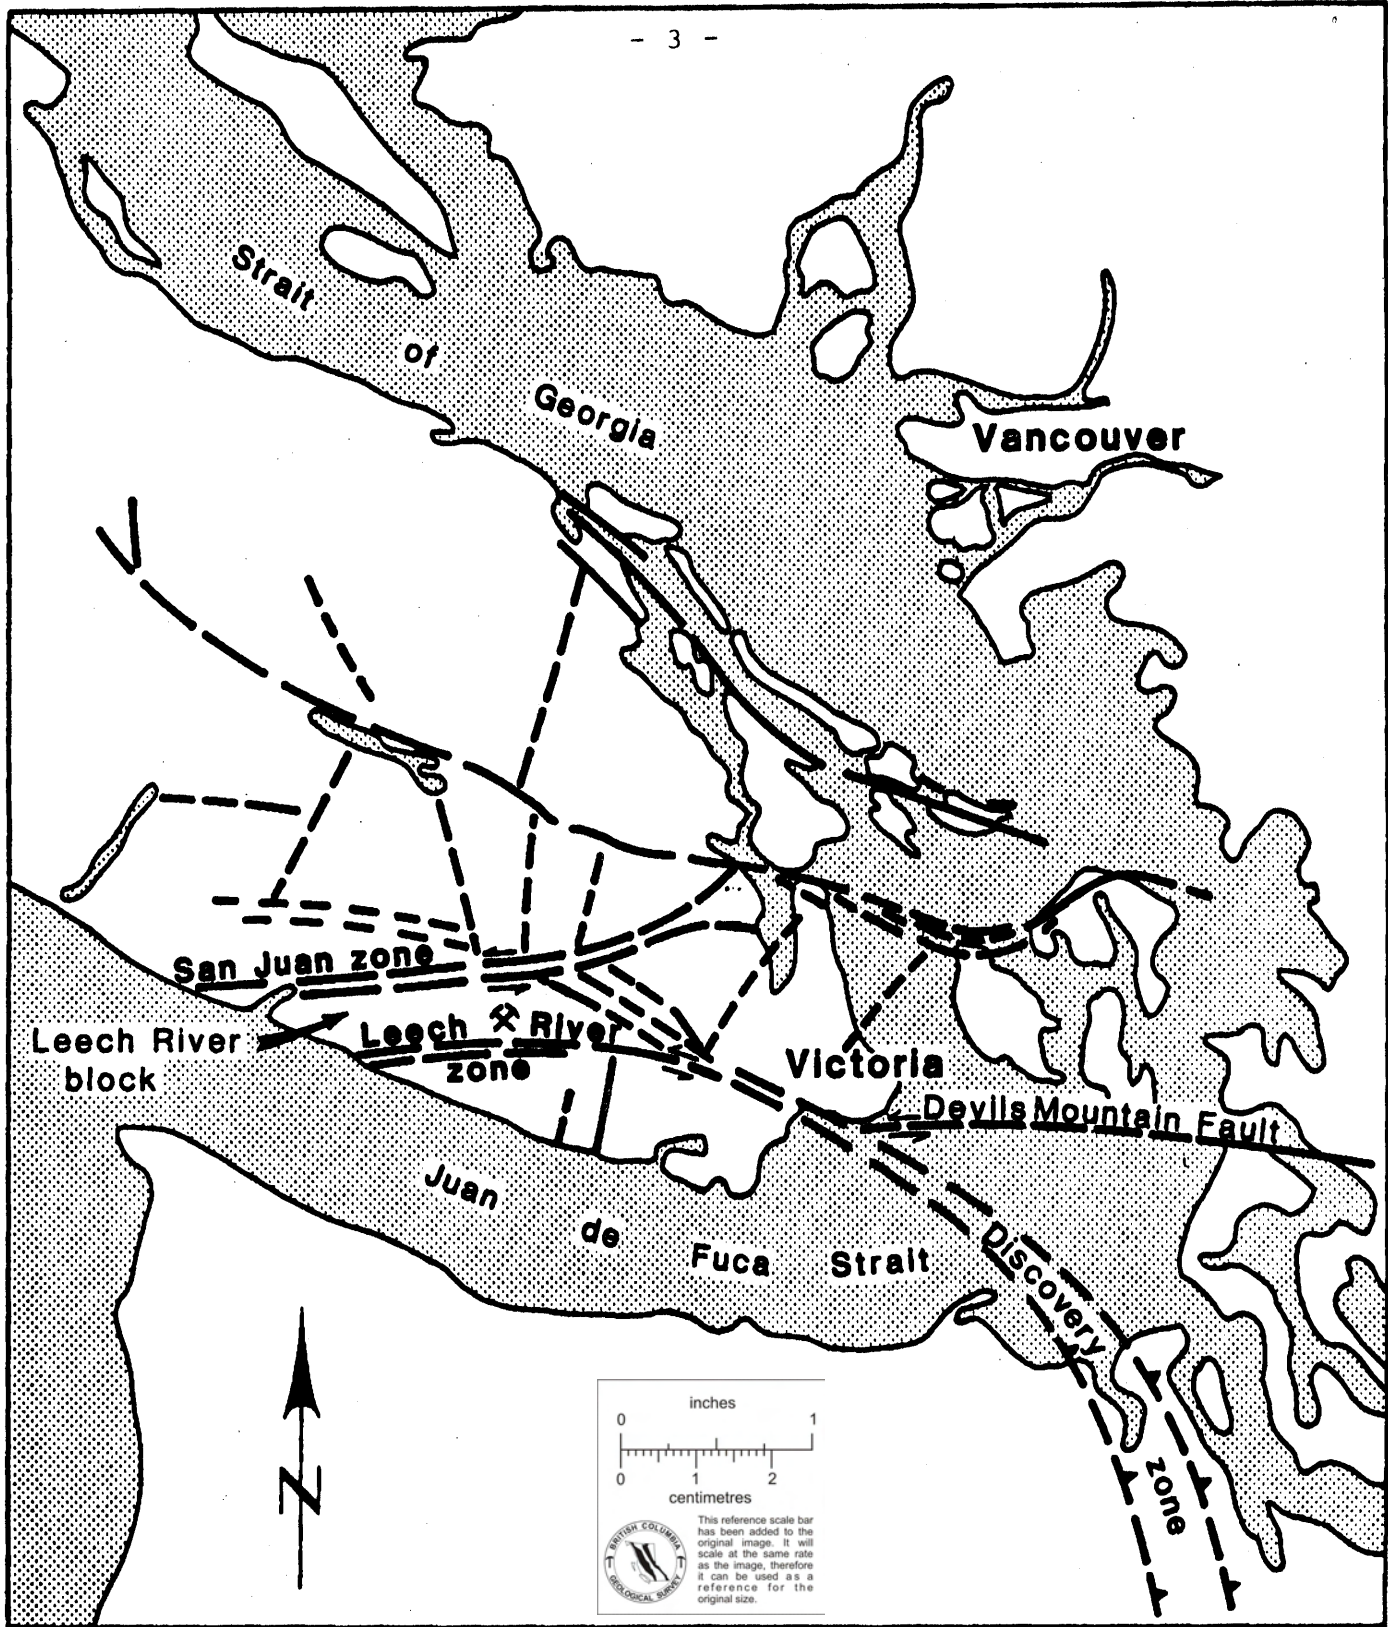 - 3 -
Strait
of
Georgia
Vancouver
San Juan zone
Leech River
block
Leech River
zone
Victoria
Devils Mountain Fault
Juan
de
Fuca Strait
Discovery
zone
N
inches
0 1
0 1 2
centimetres
This reference scale bar
has been added to the
original image. It will
scale at the same rate
as the image, therefore
it can be used as a
reference for the
original size.
BRITISH COLUMBIA
GEOLOGICAL SURVEY